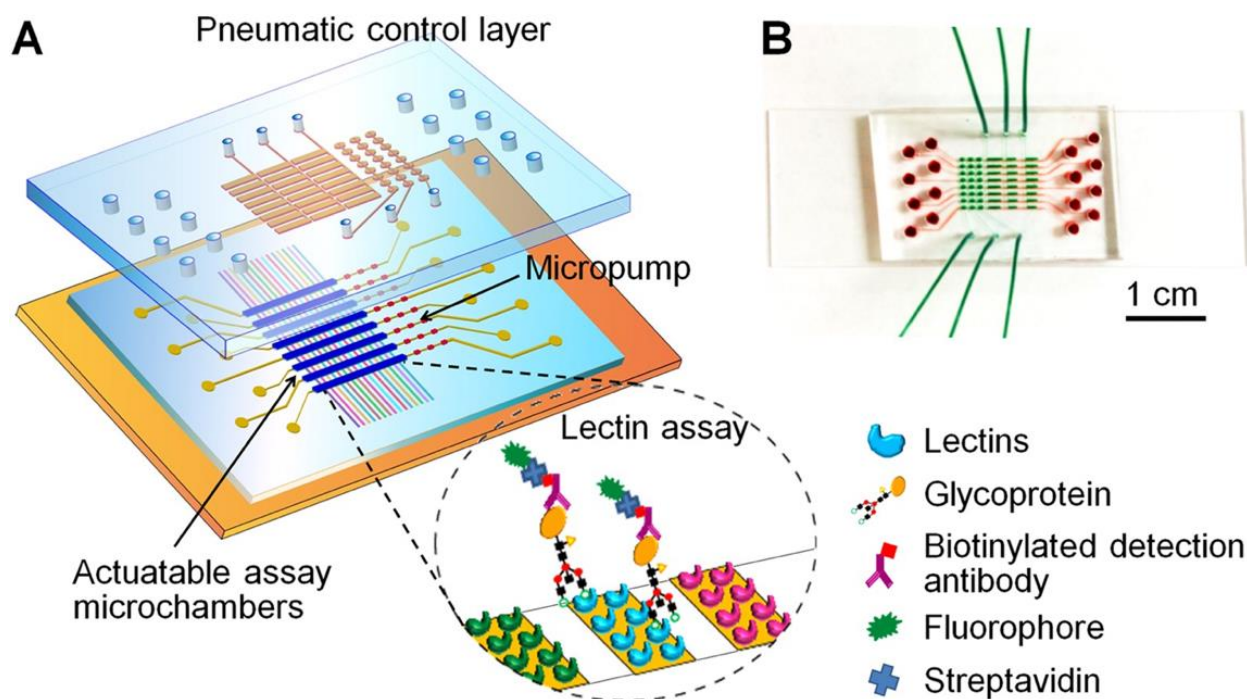 A
Pneumatic control layer
B
Micropump
1 cm
Actuatable assay
microchambers
Lectin assay
Lectins
Glycoprotein
Biotinylated detection
antibody
Fluorophore
Streptavidin